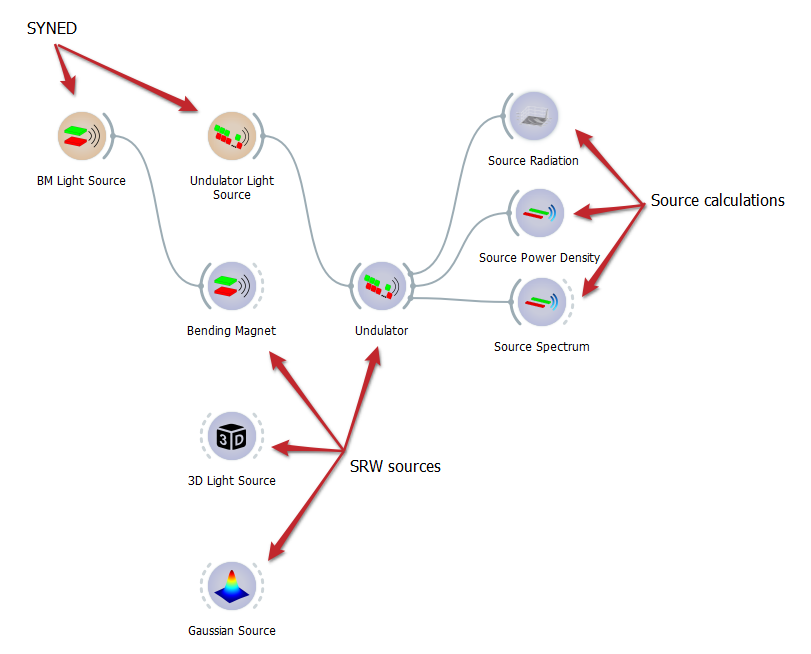 SYNED
BM Light Source
Undulator Light
Source
Source Radiation
Source calculations
Source Power Density
Bending Magnet
Undulator
Source Spectrum
3D
3D Light Source
SRW sources
Gaussian Source